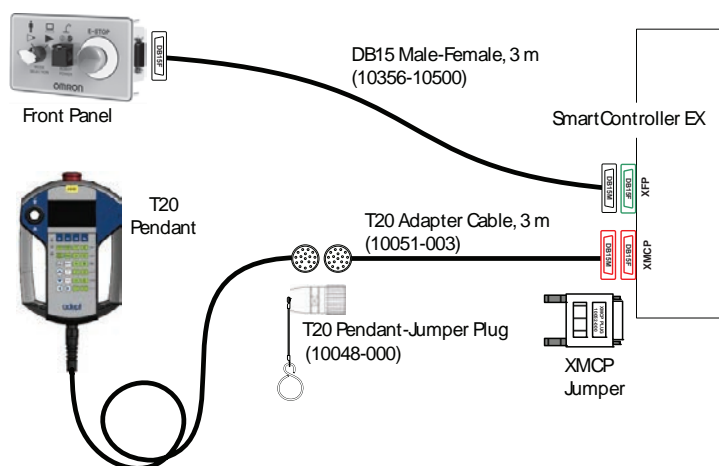 E-STOP
OMRON
Front Panel
DB15F
DB15 Male-Female, 3 m
(10356-10500)
SmartController EX
DB15M
DB15F
XFP
T20
Pendant
adept
T20 Adapter Cable, 3 m
(10051-003)
DB15M
DB15F
XMCP
T20 Pendant-Jumper Plug
(10048-000)
XMCP
Jumper